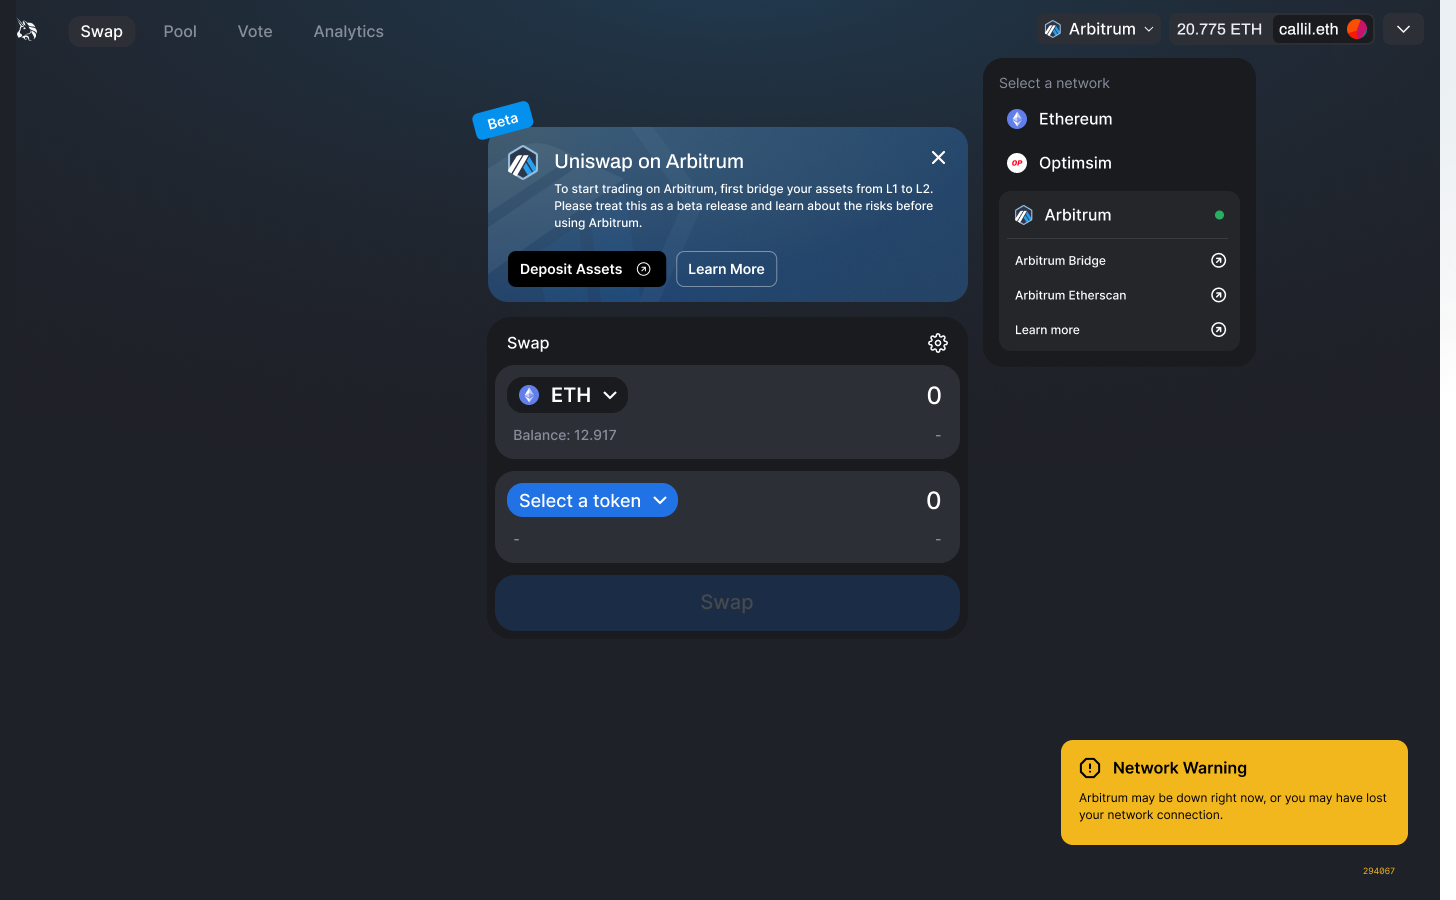 Swap
Pool
Vote
Analytics
Arbitrum
20.775 ETH
callil.eth
Select a network
Ethereum
OP
Optimsim
Arbitrum
Arbitrum Bridge
Arbitrum Etherscan
Learn more
Beta
Uniswap on Arbitrum
To start trading on Arbitrum, first bridge your assets from L1 to L2.
Please treat this as a beta release and learn about the risks before
using Arbitrum.
Deposit Assets
Learn More
Swap
ETH
0
Balance: 12.917
-
Select a token
0
-
-
Swap
Network Warning
Arbitrum may be down right now, or you may have lost
your network connection.
294067